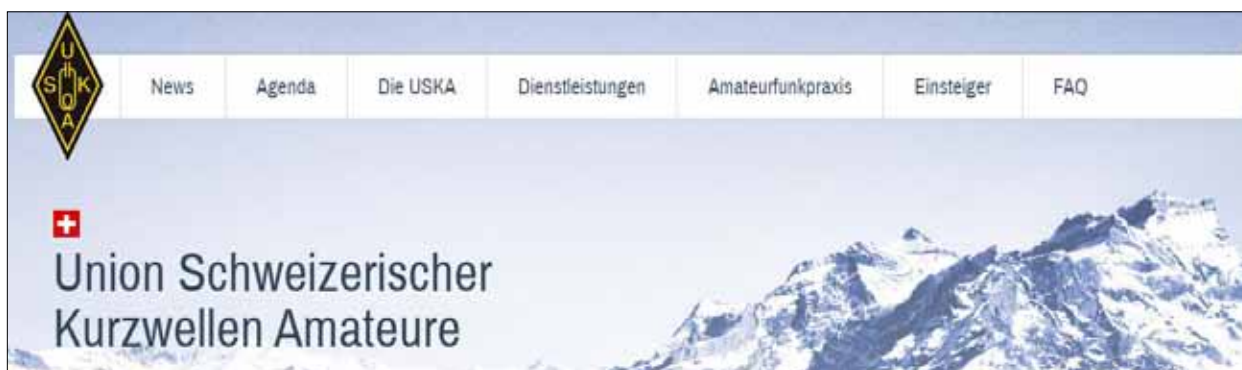 U
S K
A
News Agenda Die USKA Dienstleistungen Amateurfunkpraxis Einsteiger FAQ
Union Schweizerischer
Kurzwellen Amateure